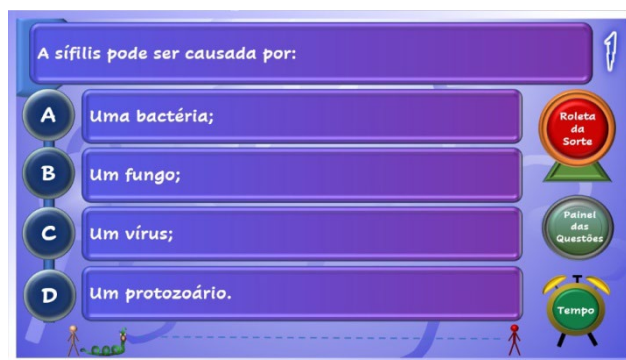 A sífilis pode ser causada por:
1
A
Uma bactéria;
B
Um fungo;
C
Um vírus;
D
Um protozoário.
Roleta
da
Sorte
Painel
das
Questões
Tempo